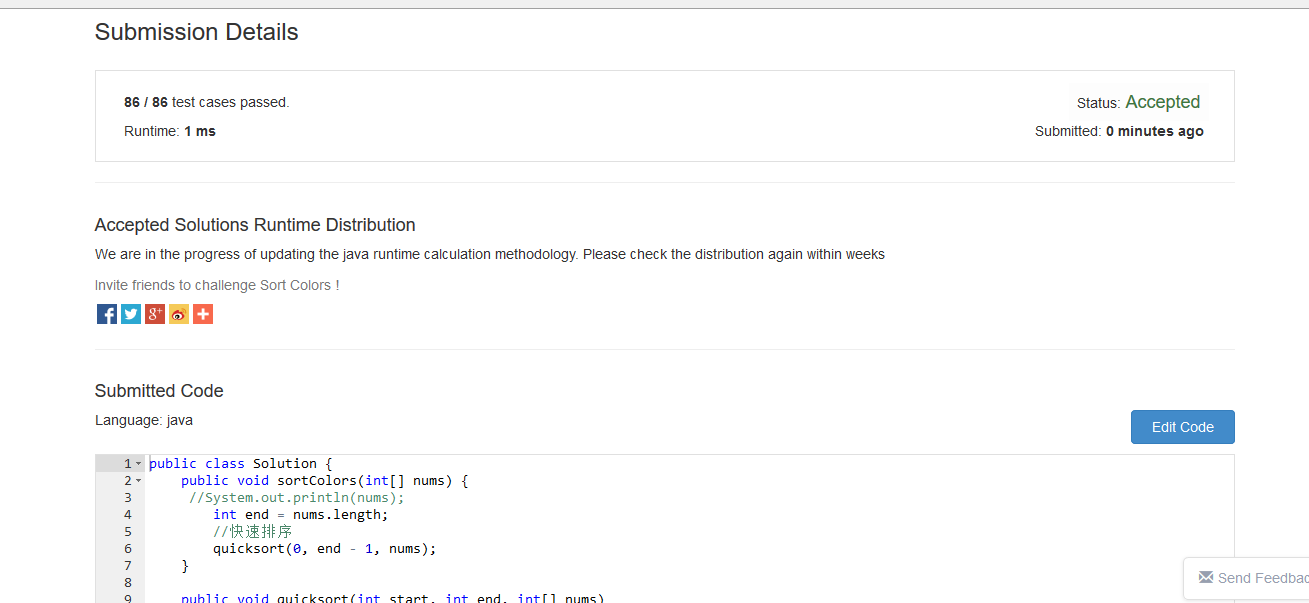 Submission Details
86 / 86 test cases passed.
Status: Accepted
Runtime: 1 ms
Submitted: 0 minutes ago
Accepted Solutions Runtime Distribution
We are in the progress of updating the java runtime calculation methodology. Please check the distribution again within weeks
Invite friends to challenge Sort Colors !
Submitted Code
Language: java
Edit Code
1 public class Solution {
2 public void sortColors(int[] nums) {
3 //System.out.println(nums);
4 int end = nums.length;
5 //快速排序
6 quicksort(0, end - 1, nums);
7 }
8
9 public void quicksort(int start, int end, int[] nums)
Send Feedbac